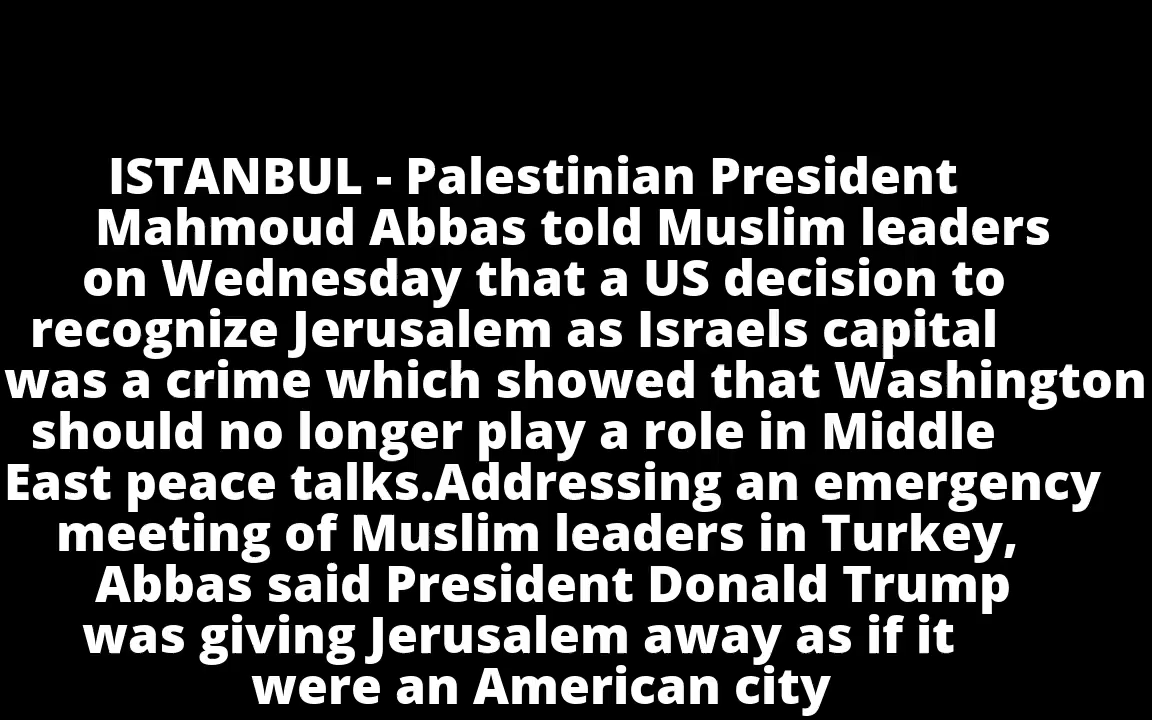 ISTANBUL - Palestinian President
Mahmoud Abbas told Muslim leaders
on Wednesday that a US decision to
recognize Jerusalem as Israels capital
was a crime which showed that Washington
should no longer play a role in Middle
East peace talks.Addressing an emergency
meeting of Muslim leaders in Turkey,
Abbas said President Donald Trump
was giving Jerusalem away as if it
were an American city